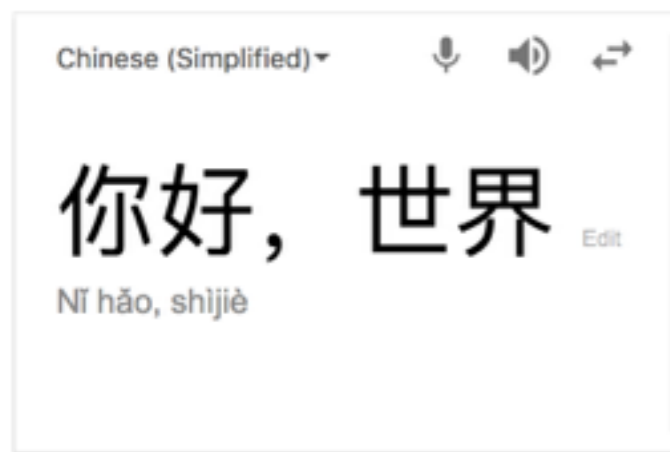 Chinese (Simplified)
你好，世界 Edit
Nǐ hǎo, shìjiè